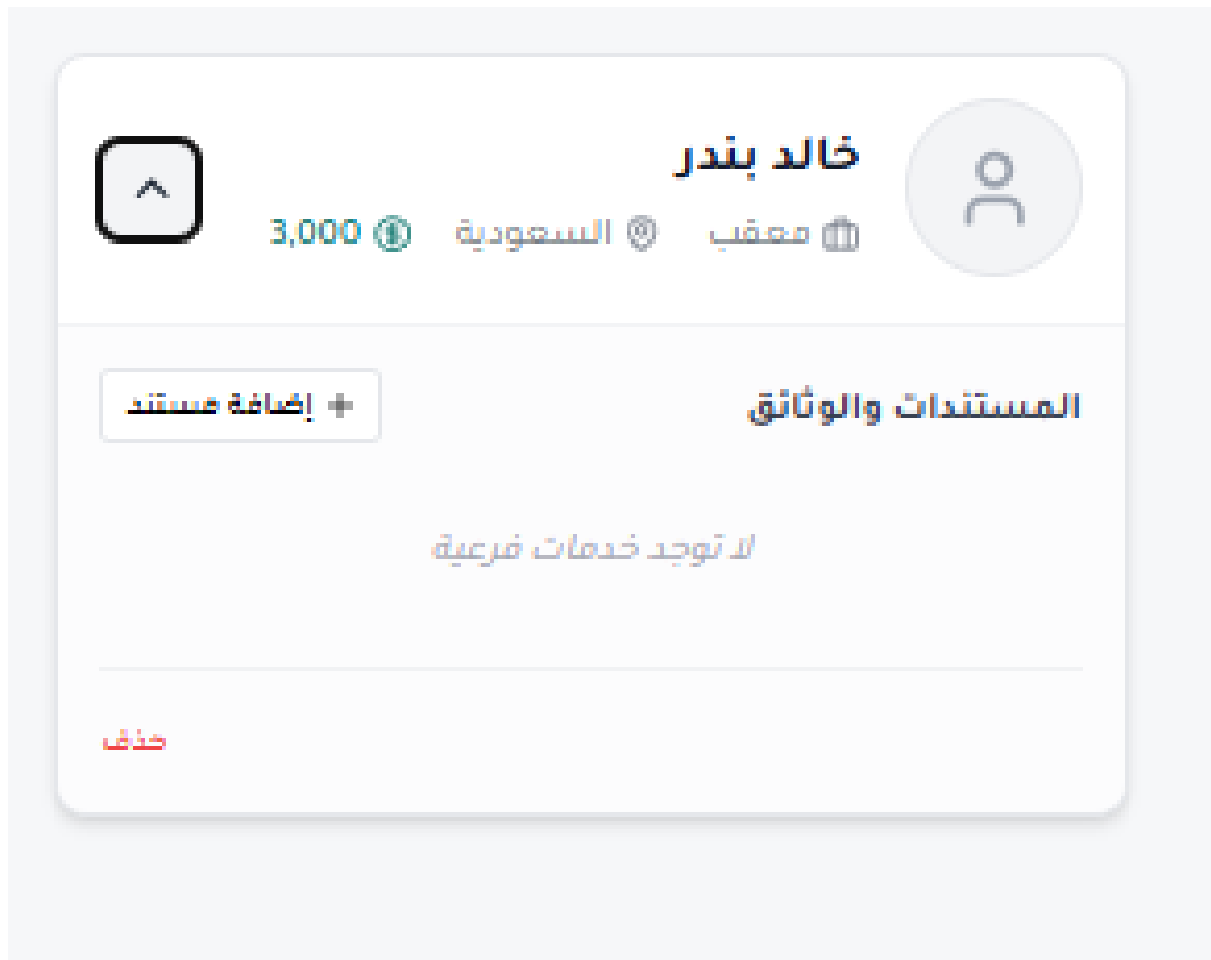 خالد بندر
معقب السعودية 3,000
المستندات والوثائق
+ إضافة مستند
لا توجد خدمات فرعية
حذف